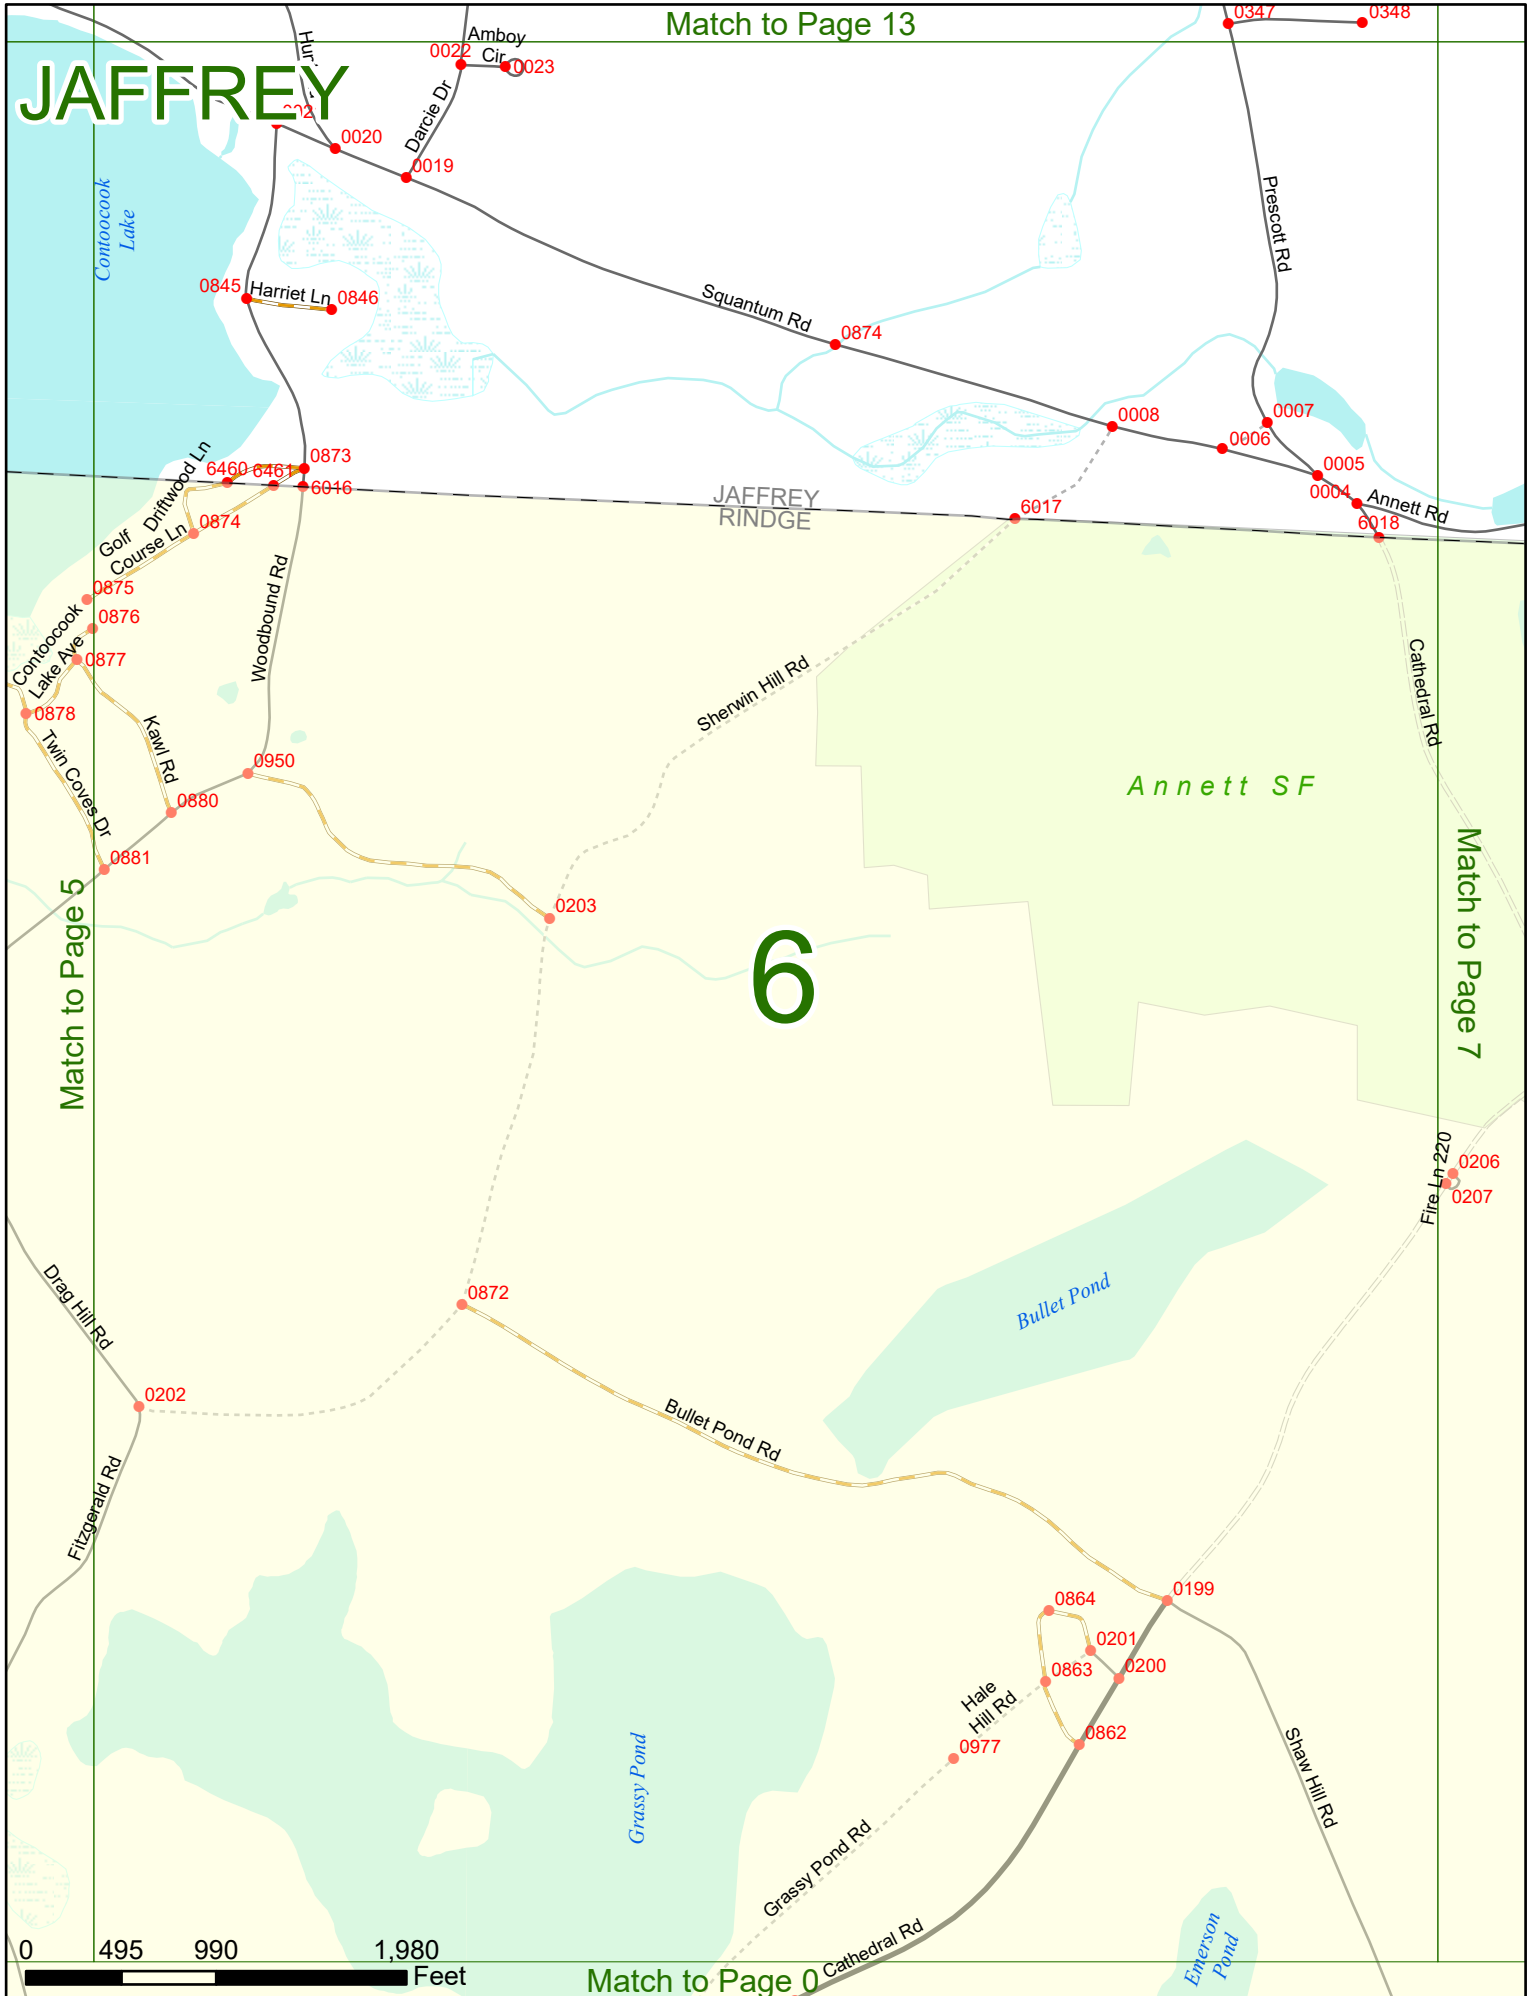 Match to Page 13
0347
0348
Amboy
Cir
0022
0023
JAFFREY
0020
Darcie Dr
0019
Contoocook
Lake
Prescott Rd
0845
Harriet Ln
0846
Squantum Rd
0874
0008
0007
0006
0005
0004
Annett Rd
6018
Driftwood Ln
0873
6460
6461
6016
JAFFREY
RINDGE
6017
0874
Golf
Course Ln
Woodbound Rd
0875
0876
Contoocook
Lake Ave
0877
0878
Kawl Rd
Twin Coves Dr
Sherwin Hill Rd
Cathedral Rd
0950
0880
0881
Annett SF
Match to Page 5
Match to Page 7
0203
6
Fire Ln 220
0206
0207
Drag Hill Rd
0872
Bullet Pond
0202
Bullet Pond Rd
Fitzgerald Rd
0199
0864
0201
0200
0863
Hale
Hill Rd
0862
0977
Shaw Hill Rd
Grassy Pond
Grassy Pond Rd
Cathedral Rd
Emerson
Pond
0 495 990 1,980
Feet
Match to Page 0